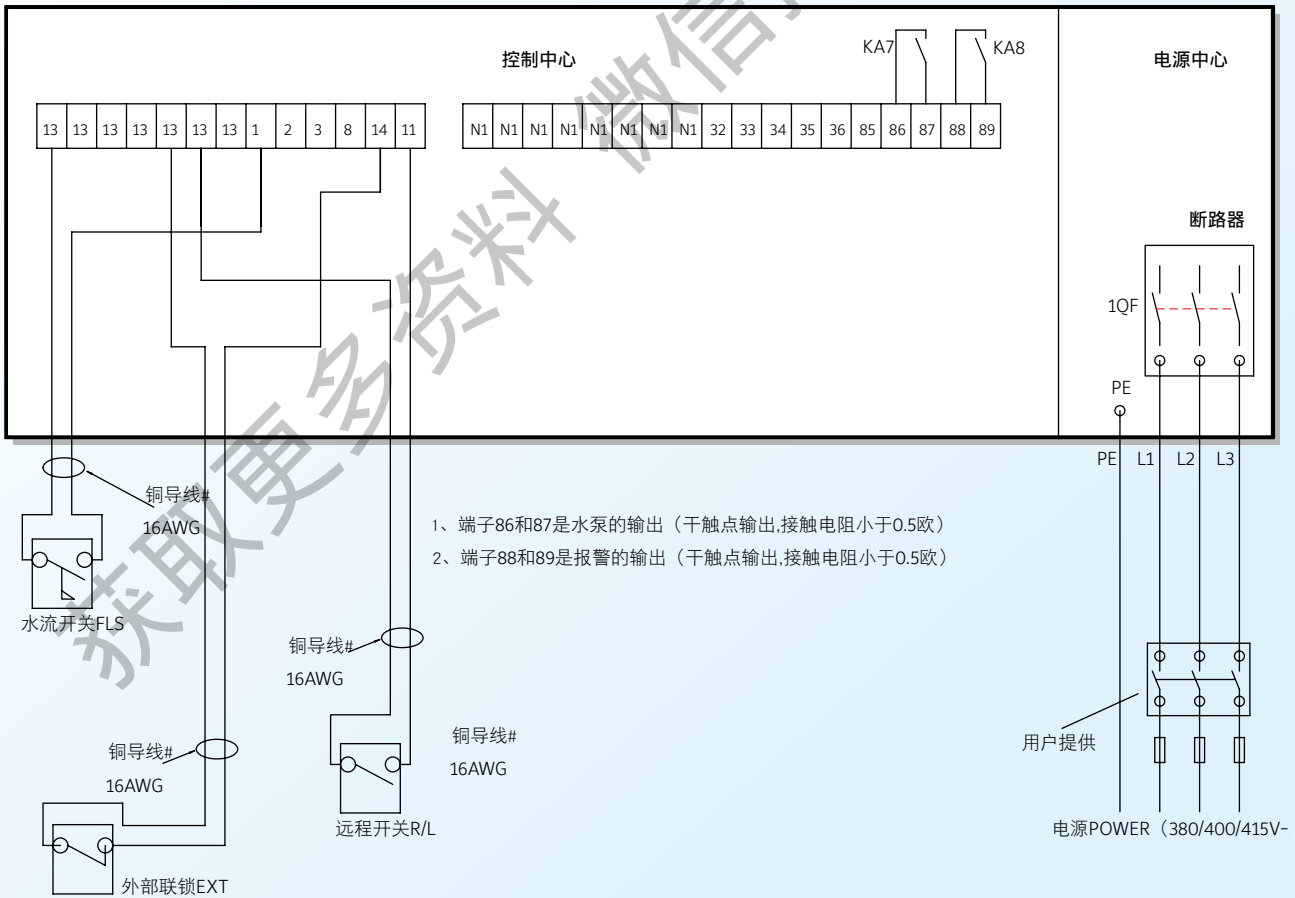 控制中心
KA7
KA8
电源中心
13 13 13 13 13 13 13 1 2 3 8 14 11
N1 N1 N1 N1 N1 N1 N1 N1 32 33 34 35 36 85 86 87 88 89
断路器
1QF
PE
PE L1 L2 L3
铜导线#
16AWG
1、端子86和87是水泵的输出（干触点输出,接触电阻小于0.5欧）
2、端子88和89是报警的输出（干触点输出,接触电阻小于0.5欧）
水流开关FLS
铜导线#
16AWG
铜导线#
16AWG
铜导线#
16AWG
用户提供
远程开关R/L
电源POWER（380/400/415V-
外部联锁EXT
获取更多资料 微信